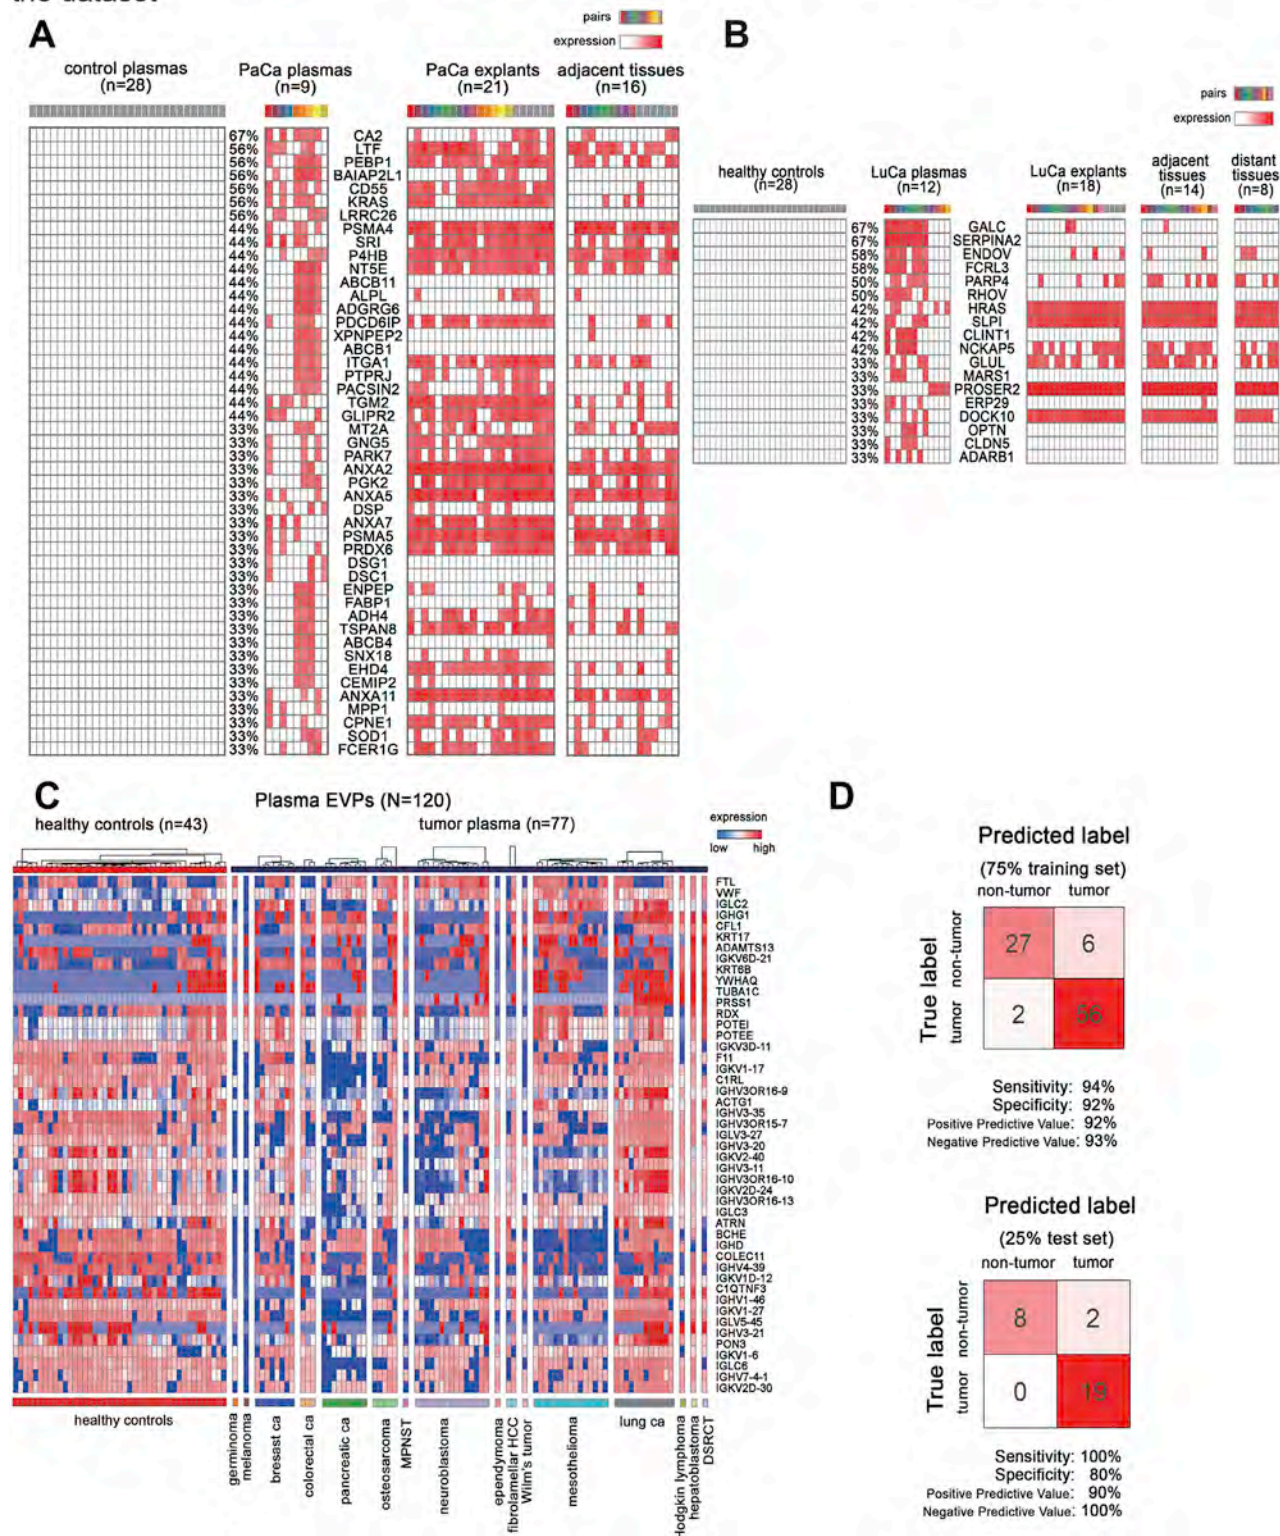 the dataset
A
pairs
expression
control plasmas
(n=28)
PaCa plasmas
(n=9)
PaCa explants
(n=21)
adjacent tissues
(n=16)
67% CA2
56% LTF
56% PEBP1
56% BAIAP2L1
56% CD55
56% KRAS
56% LRRC26
44% PSMA4
44% SRI
44% P4HB
44% NT5E
44% ABCB11
44% ALPL
44% ADGRG6
44% PDCD6IP
44% XPNPEP2
44% ABCB1
44% ITGA1
44% PTPRJ
44% PACSIN2
44% TGM2
44% GLIPR2
33% MT2A
33% GNG5
33% PARK7
33% ANXA2
33% PGK2
33% ANXA5
33% DSP
33% ANXA7
33% PSMA5
33% PRDX6
33% DSG1
33% DSC1
33% ENPEP
33% FABP1
33% ADH4
33% TSPAN8
33% ABCB4
33% SNX18
33% EHD4
33% CEMIP2
33% ANXA11
33% MPP1
33% CPNE1
33% SOD1
33% FCER1G
B
pairs
expression
healthy controls
(n=28)
LuCa plasmas
(n=12)
LuCa explants
(n=18)
adjacent
tissues
(n=14)
distant
tissues
(n=8)
67% GALC
67% SERPINA2
58% ENDOV
58% FCRL3
50% PARP4
50% RHOV
42% HRAS
42% SLPI
42% CLINT1
42% NCKAP5
33% GLUL
33% MARS1
33% PROSER2
33% ERP29
33% DOCK10
33% OPTN
33% CLDN5
33% ADARB1
C
Plasma EVPs (N=120)
healthy controls (n=43)
tumor plasma (n=77)
expression
low high
FTL
VWF
IGLC2
IGHG1
CFL1
KRT17
ADAMTS13
IGKV6D-21
KRT6B
YWHAQ
TUBA1C
PRSS1
RDX
POTEI
POTEE
IGKV3D-11
F11
IGKV1-17
C1RL
IGHV3OR16-9
ACTG1
IGHV3-35
IGHV3OR15-7
IGLV3-27
IGHV3-20
IGKV2-40
IGHV3-11
IGHV3OR16-10
IGKV2D-24
IGHV3OR16-13
IGLC3
ATRN
BCHE
IGHD
COLEC11
IGHV4-39
IGKV1D-12
C1QTNF3
IGHV1-46
IGKV1-27
IGLV5-45
IGHV3-21
PON3
IGKV1-6
IGLC6
IGHV7-4-1
IGKV2D-30
healthy controls
germinoma
melanoma
breast ca
colorectal ca
pancreatic ca
osteosarcoma
MPNST
neuroblastoma
ependymoma
fibrolamellar HCC
Wilm's tumor
mesothelioma
lung ca
Hodgkin lymphoma
hepatoblastoma
DSRCT
D
Predicted label
(75% training set)
non-tumor tumor
True label
non-tumor
tumor
27 6
2 56
Sensitivity: 94%
Specificity: 92%
Positive Predictive Value: 92%
Negative Predictive Value: 93%
Predicted label
(25% test set)
non-tumor tumor
True label
non-tumor
tumor
8 2
0 19
Sensitivity: 100%
Specificity: 80%
Positive Predictive Value: 90%
Negative Predictive Value: 100%